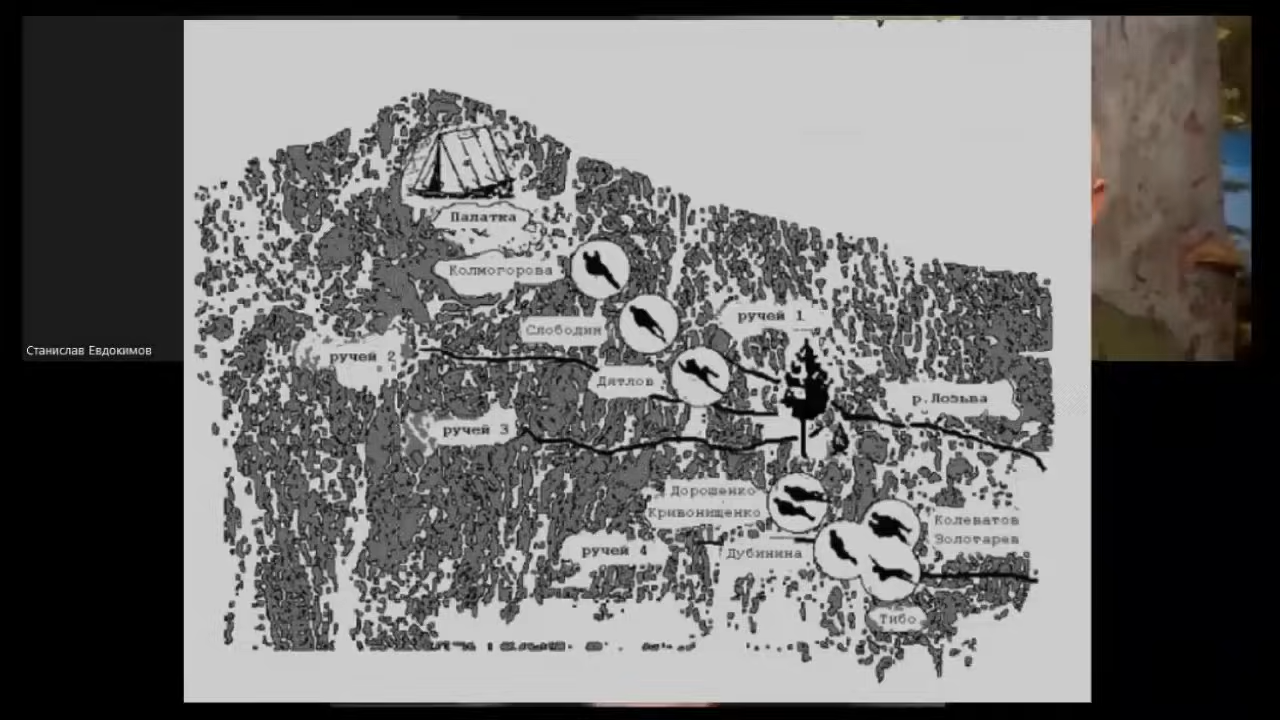 Палатка
Колмогорова
Слободин
ручей 1
ручей 2
Дятлов
р.Лозьва
ручей 3
Дорошенко
Кривонищенко
Колеватов
Золотарев
ручей 4
Дубинина
Тибо
Станислав Евдокимов